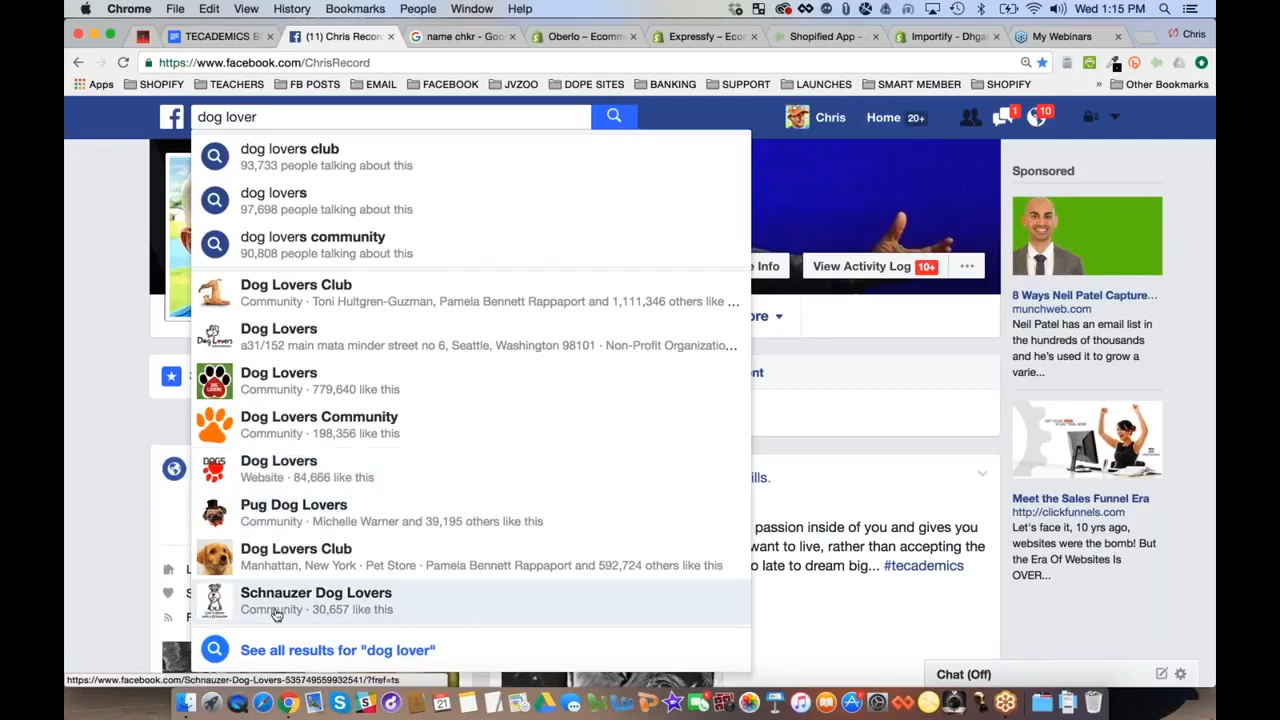 Chrome File Edit View History Bookmarks People Window Help
Wed 1:15 PM
TECADEMICS B
(11) Chris Recor
name chkr - Goo
Oberlo – Ecomm
Expressfy – Ecom
Shopified App -
Importify – Dhga
My Webinars
Chris
https://www.facebook.com/ChrisRecord
Apps SHOPIFY TEACHERS FB POSTS EMAIL FACEBOOK JVZOO DOPE SITES BANKING SUPPORT LAUNCHES SMART MEMBER SHOPIFY » Other Bookmarks
dog lover
Chris Home 20+ 1 10
dog lovers club
93,733 people talking about this
dog lovers
97,698 people talking about this
dog lovers community
90,808 people talking about this
Dog Lovers Club
Community · Toni Hultgren-Guzman, Pamela Bennett Rappaport and 1,111,346 others like ...
Dog Lovers
a31/152 main mata minder street no 6, Seattle, Washington 98101 · Non-Profit Organizatio...
Dog Lovers
Community · 779,640 like this
Dog Lovers Community
Community · 198,356 like this
Dog Lovers
Website · 84,666 like this
Pug Dog Lovers
Community · Michelle Warner and 39,195 others like this
Dog Lovers Club
Manhattan, New York · Pet Store · Pamela Bennett Rappaport and 592,724 others like this
Schnauzer Dog Lovers
Community · 30,657 like this
See all results for "dog lover"
e Info
View Activity Log 10+
ore
nt
lls.
passion inside of you and gives you
want to live, rather than accepting the
o late to dream big... #tecademics
Sponsored
8 Ways Neil Patel Capture...
munchweb.com
Neil Patel has an email list in
the hundreds of thousands
and he's used it to grow a
varie...
Meet the Sales Funnel Era
http://clickfunnels.com
Let's face it, 10 yrs ago,
websites were the bomb! But
the Era Of Websites Is
OVER...
Chat (Off)
https://www.facebook.com/Schnauzer-Dog-Lovers-535745559932541/?fref=ts
21